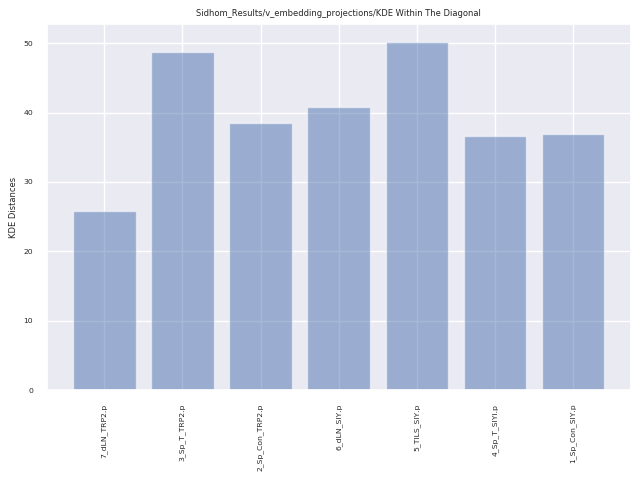 Sidhom_Results/v_embedding_projections/KDE Within The Diagonal
KDE Distances
50
40
30
20
10
0
7_dLN_TRP2.p
3_Sp_T_TRP2.p
2_Sp_Con_TRP2.p
6_dLN_SIY.p
5_TILS_SIY.p
4_Sp_T_SIYI.p
1_Sp_Con_SIY.p